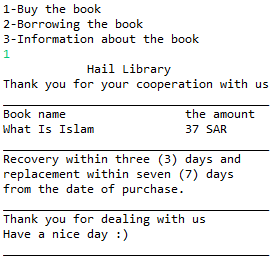 1-Buy the book
2-Borrowing the book
3-Information about the book
1
Hail Library
Thank you for your cooperation with us
Book name the amount
What Is Islam 37 SAR
Recovery within three (3) days and
replacement within seven (7) days
from the date of purchase.
Thank you for dealing with us
Have a nice day :)